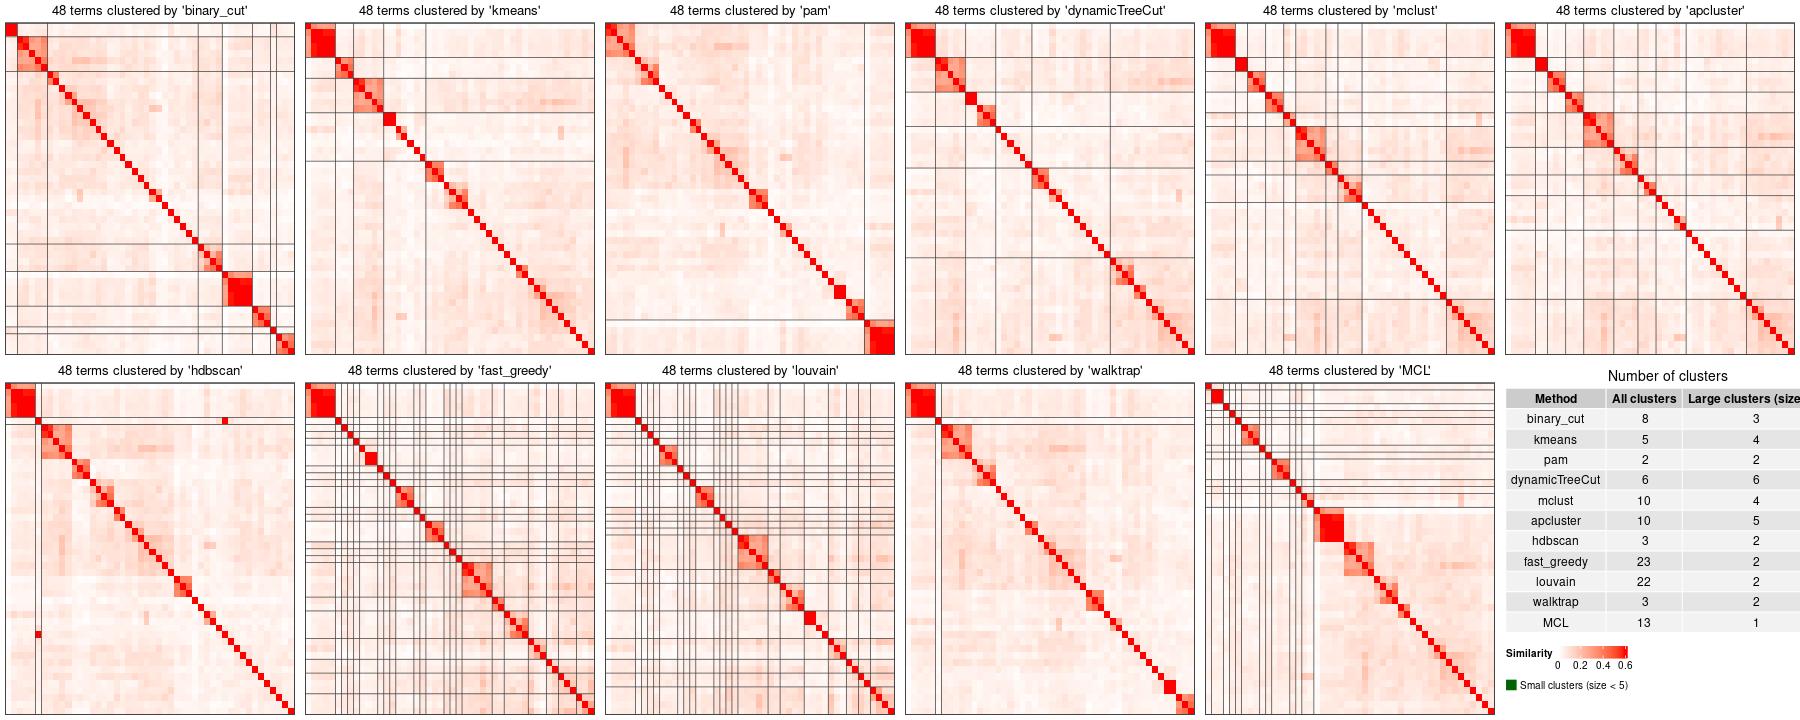 48 terms clustered by 'binary_cut'
48 terms clustered by 'kmeans'
48 terms clustered by 'pam'
48 terms clustered by 'dynamicTreeCut'
48 terms clustered by 'mclust'
48 terms clustered by 'apcluster'
48 terms clustered by 'hdbscan'
48 terms clustered by 'fast_greedy'
48 terms clustered by 'louvain'
48 terms clustered by 'walktrap'
48 terms clustered by 'MCL'
Number of clusters
Method All clusters Large clusters (size
binary_cut 8 3
kmeans 5 4
pam 2 2
dynamicTreeCut 6 6
mclust 10 4
apcluster 10 5
hdbscan 3 2
fast_greedy 23 2
louvain 22 2
walktrap 3 2
MCL 13 1
Similarity
0 0.2 0.4 0.6
Small clusters (size < 5)